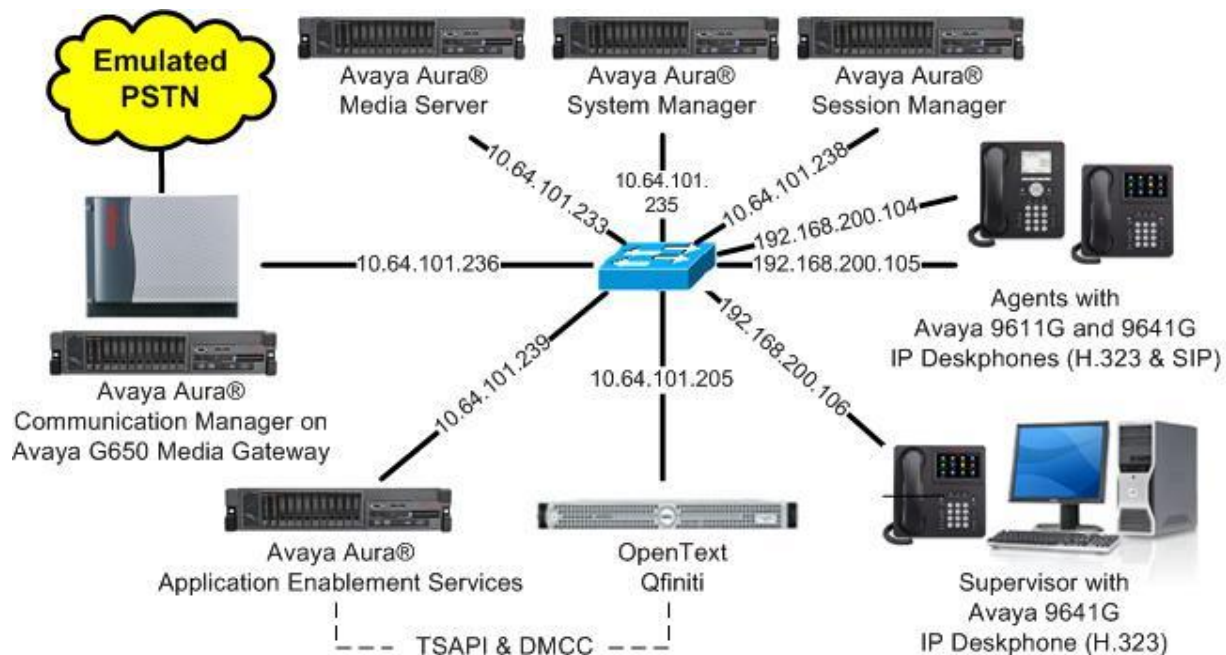 Emulated
PSTN
Avaya Aura®
Media Server
Avaya Aura®
System Manager
Avaya Aura®
Session Manager
10.64.101.233
10.64.101.
235
10.64.101.238
192.168.200.104
192.168.200.105
10.64.101.236
Agents with
Avaya 9611G and 9641G
IP Deskphones (H.323 & SIP)
Avaya Aura®
Communication Manager on
Avaya G650 Media Gateway
10.64.101.239
10.64.101.205
192.168.200.106
Avaya Aura®
Application Enablement Services
OpenText
Qfiniti
Supervisor with
Avaya 9641G
IP Deskphone (H.323)
TSAPI & DMCC